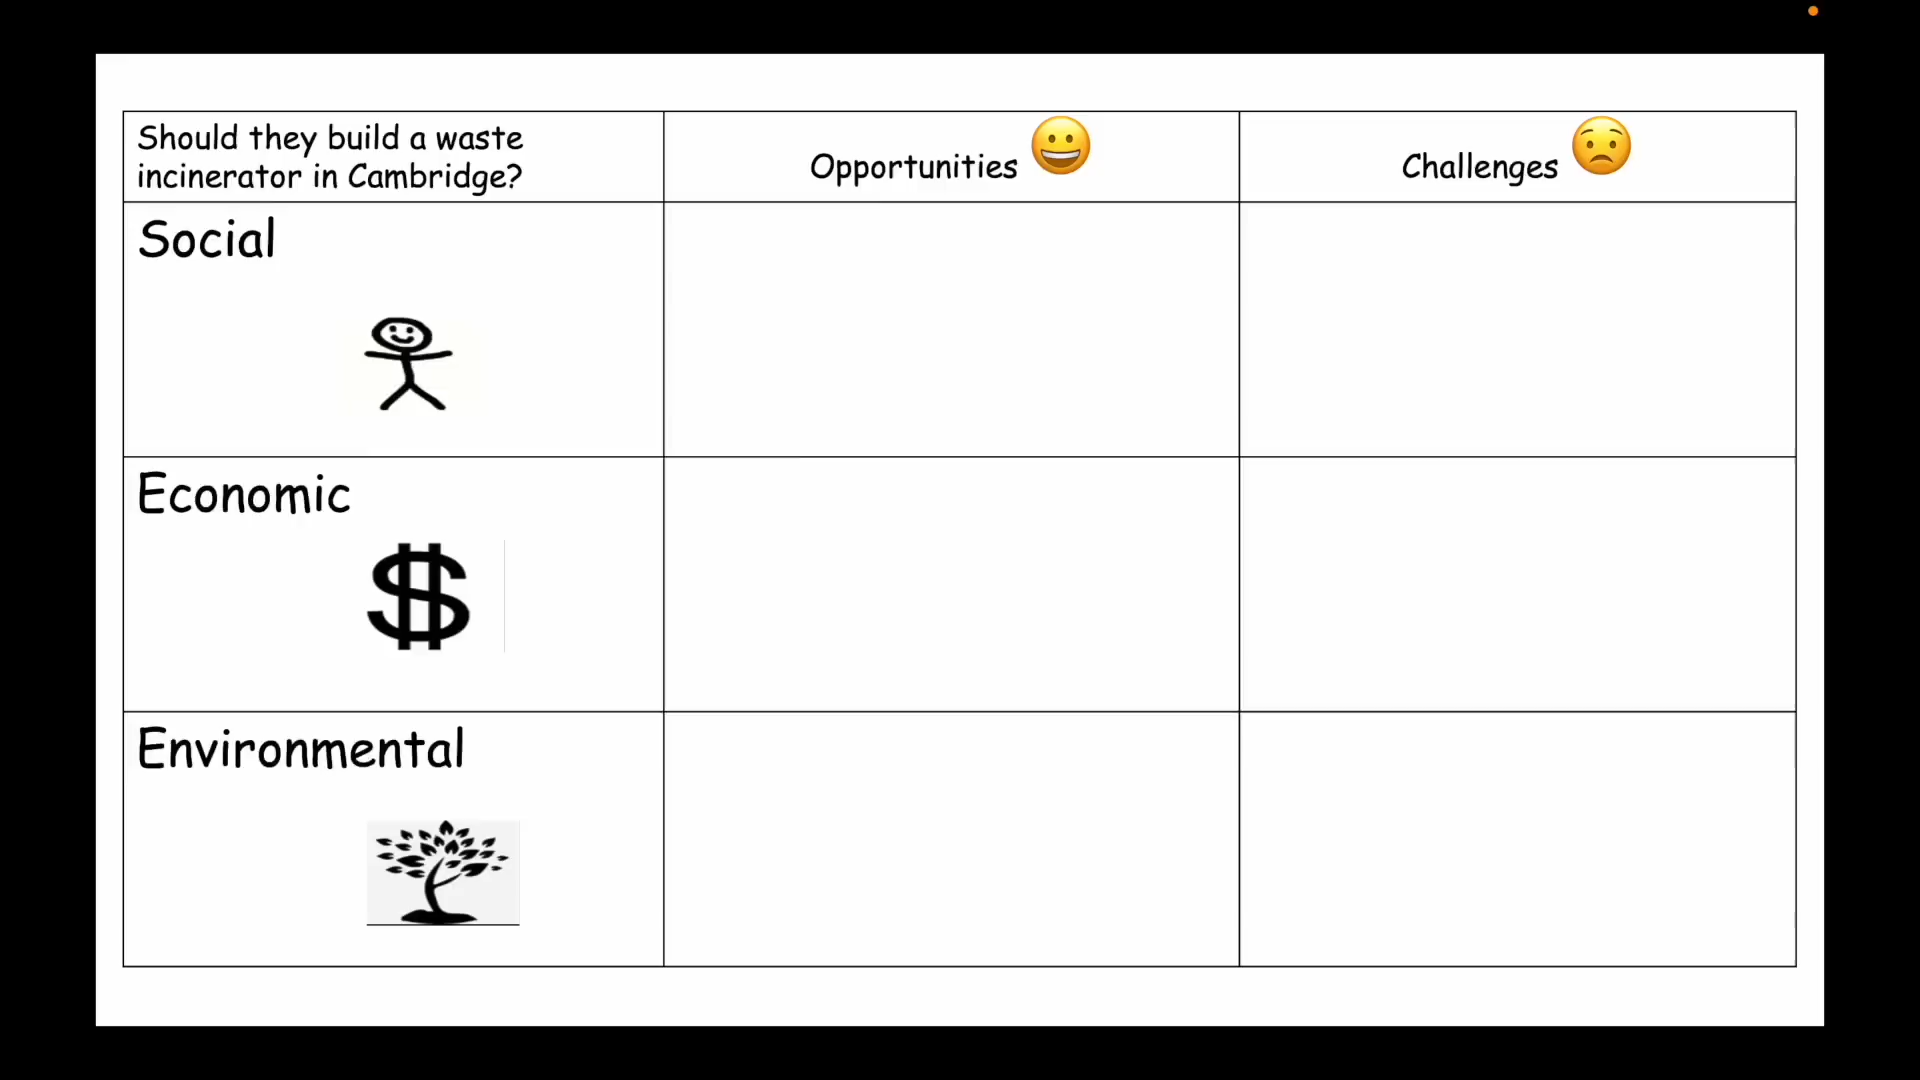 Should they build a waste
incinerator in Cambridge?
Opportunities
Challenges
Social
Economic
$
Environmental